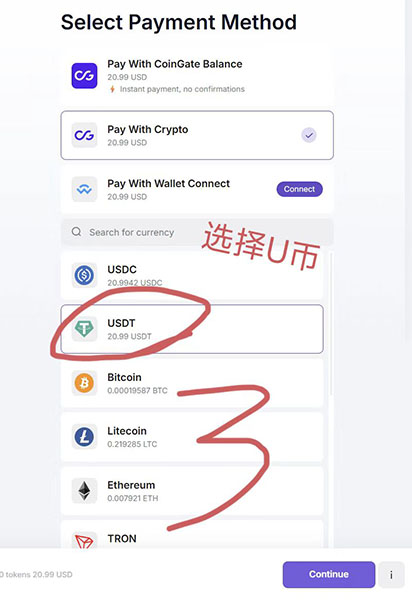 Select Payment Method
Pay With CoinGate Balance
20.99 USD
Instant payment, no confirmations
Pay With Crypto
20.99 USD
Pay With Wallet Connect
20.99 USD
Connect
Search for currency
选择U币
USDC
20.9942 USDC
USDT
20.99 USDT
Bitcoin
0.00019587 BTC
3
Litecoin
0.219285 LTC
Ethereum
0.007921 ETH
TRON
0 tokens 20.99 USD
Continue
i